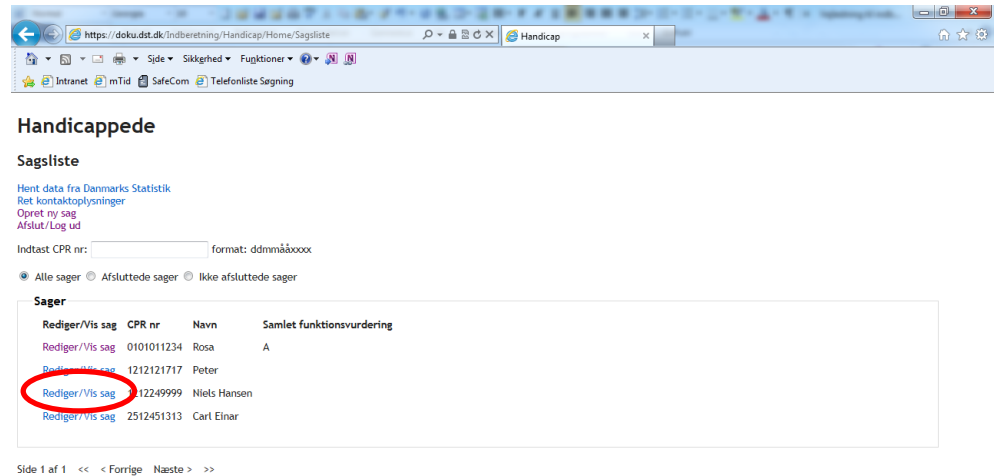 https://doku.dst.dk/Indberetning/Handicap/Home/Sagsliste
Handicap
Side Sikkerhed Funktioner
Intranet mTid SafeCom Telefonliste Søgning
Handicappede
Sagsliste
Hent data fra Danmarks Statistik
Ret kontaktoplysninger
Opret ny sag
Afslut/Log ud
Indtast CPR nr: format: ddmmååxxxx
Alle sager Afsluttede sager Ikke afsluttede sager
Sager
Rediger/Vis sag CPR nr Navn Samlet funktionsvurdering
Rediger/Vis sag 0101011234 Rosa A
Rediger/Vis sag 1212121717 Peter
Rediger/Vis sag 1212249999 Niels Hansen
Rediger/Vis sag 2512451313 Carl Einar
Side 1 af 1 << < Forrige Næste > >>